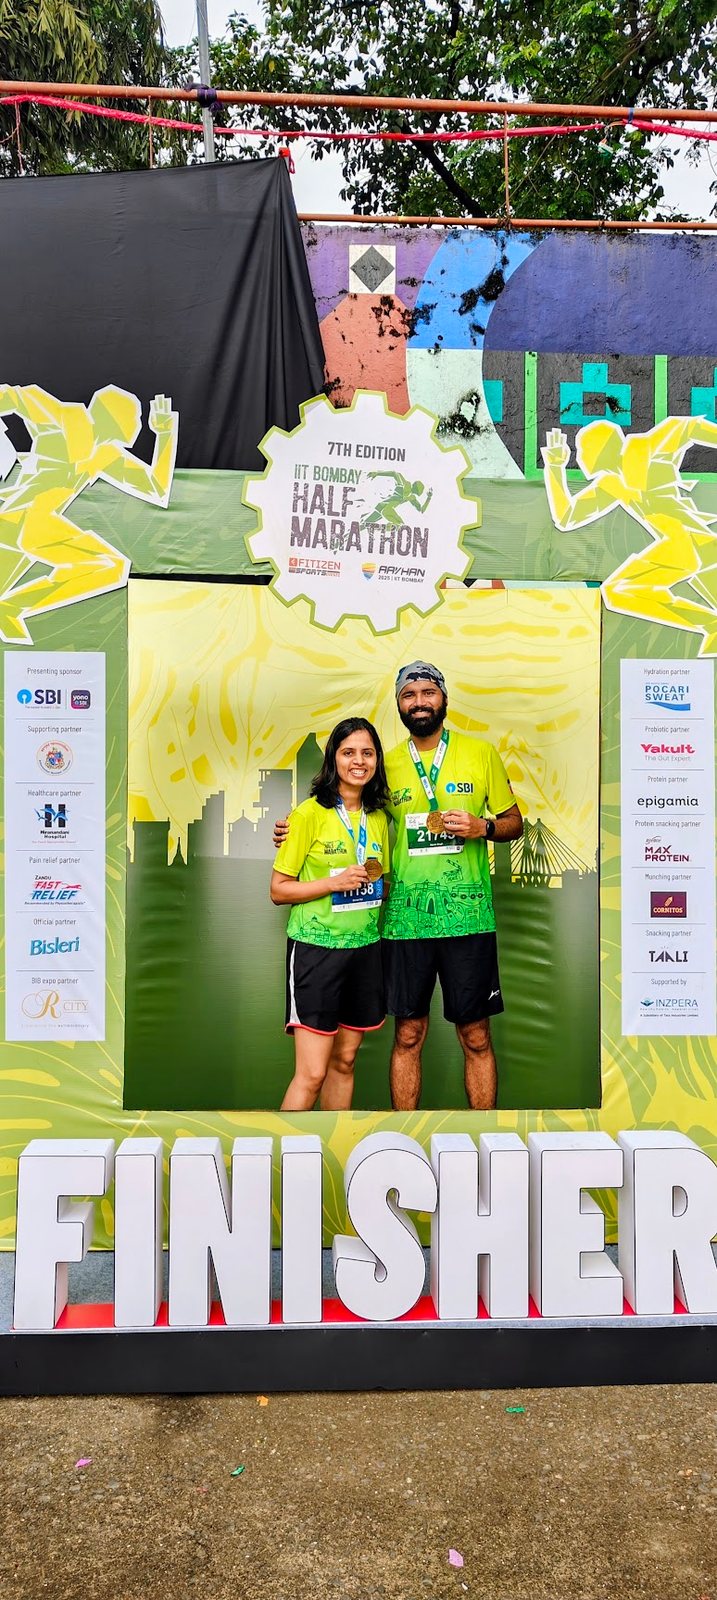 7TH EDITION
IIT BOMBAY
HALF
MARATHON
FITIZEN
SPORTS
AAVHAN
2025 | IIT BOMBAY
Presenting sponsor
SBI
yono
SBI
Supporting partner
Healthcare partner
H
Hiranandani
Hospital
Pain relief partner
ZANDU
FAST
RELIEF
Official partner
Bisleri
BIB expo partner
R CITY
Hydration partner
POCARI
SWEAT
Probiotic partner
Yakult
The Gut Expert
Protein partner
epigamia
Protein snacking partner
MAX
PROTEIN
Munching partner
CORNITOS
Snacking partner
TAALI
Supported by
INZPERA
HALF
MARATHON
SBI
FINISHER